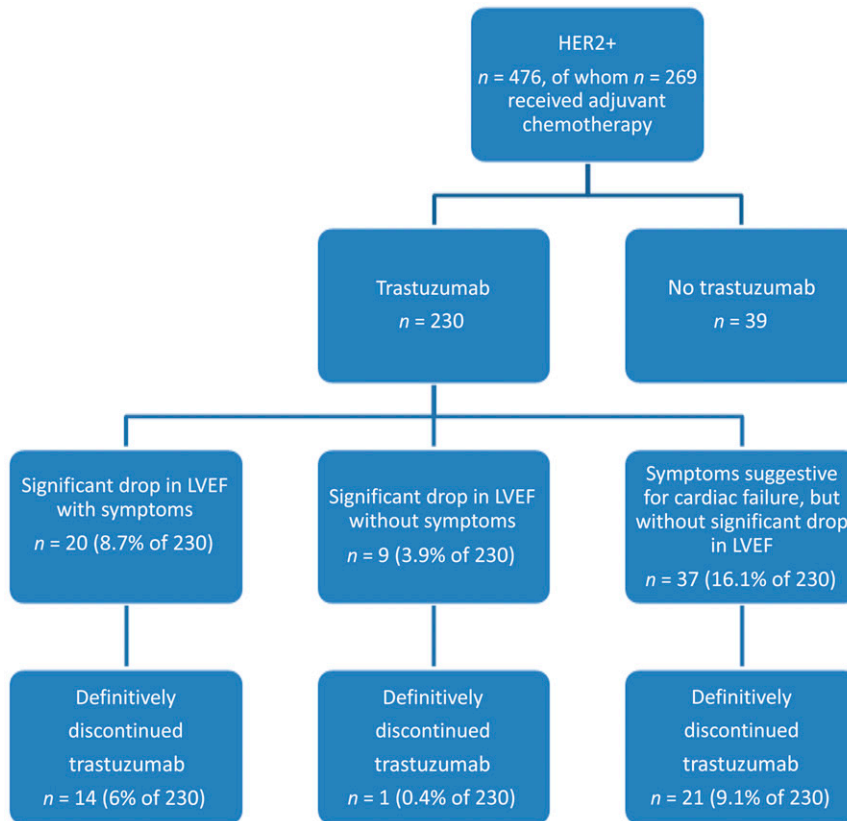 HER2+
n = 476, of whom n = 269
received adjuvant
chemotherapy
Trastuzumab
n = 230
No trastuzumab
n = 39
Significant drop in LVEF
with symptoms
n = 20 (8.7% of 230)
Significant drop in LVEF
without symptoms
n = 9 (3.9% of 230)
Symptoms suggestive
for cardiac failure, but
without significant drop
in LVEF
n = 37 (16.1% of 230)
Definitively
discontinued
trastuzumab
n = 14 (6% of 230)
Definitively
discontinued
trastuzumab
n = 1 (0.4% of 230)
Definitively
discontinued
trastuzumab
n = 21 (9.1% of 230)